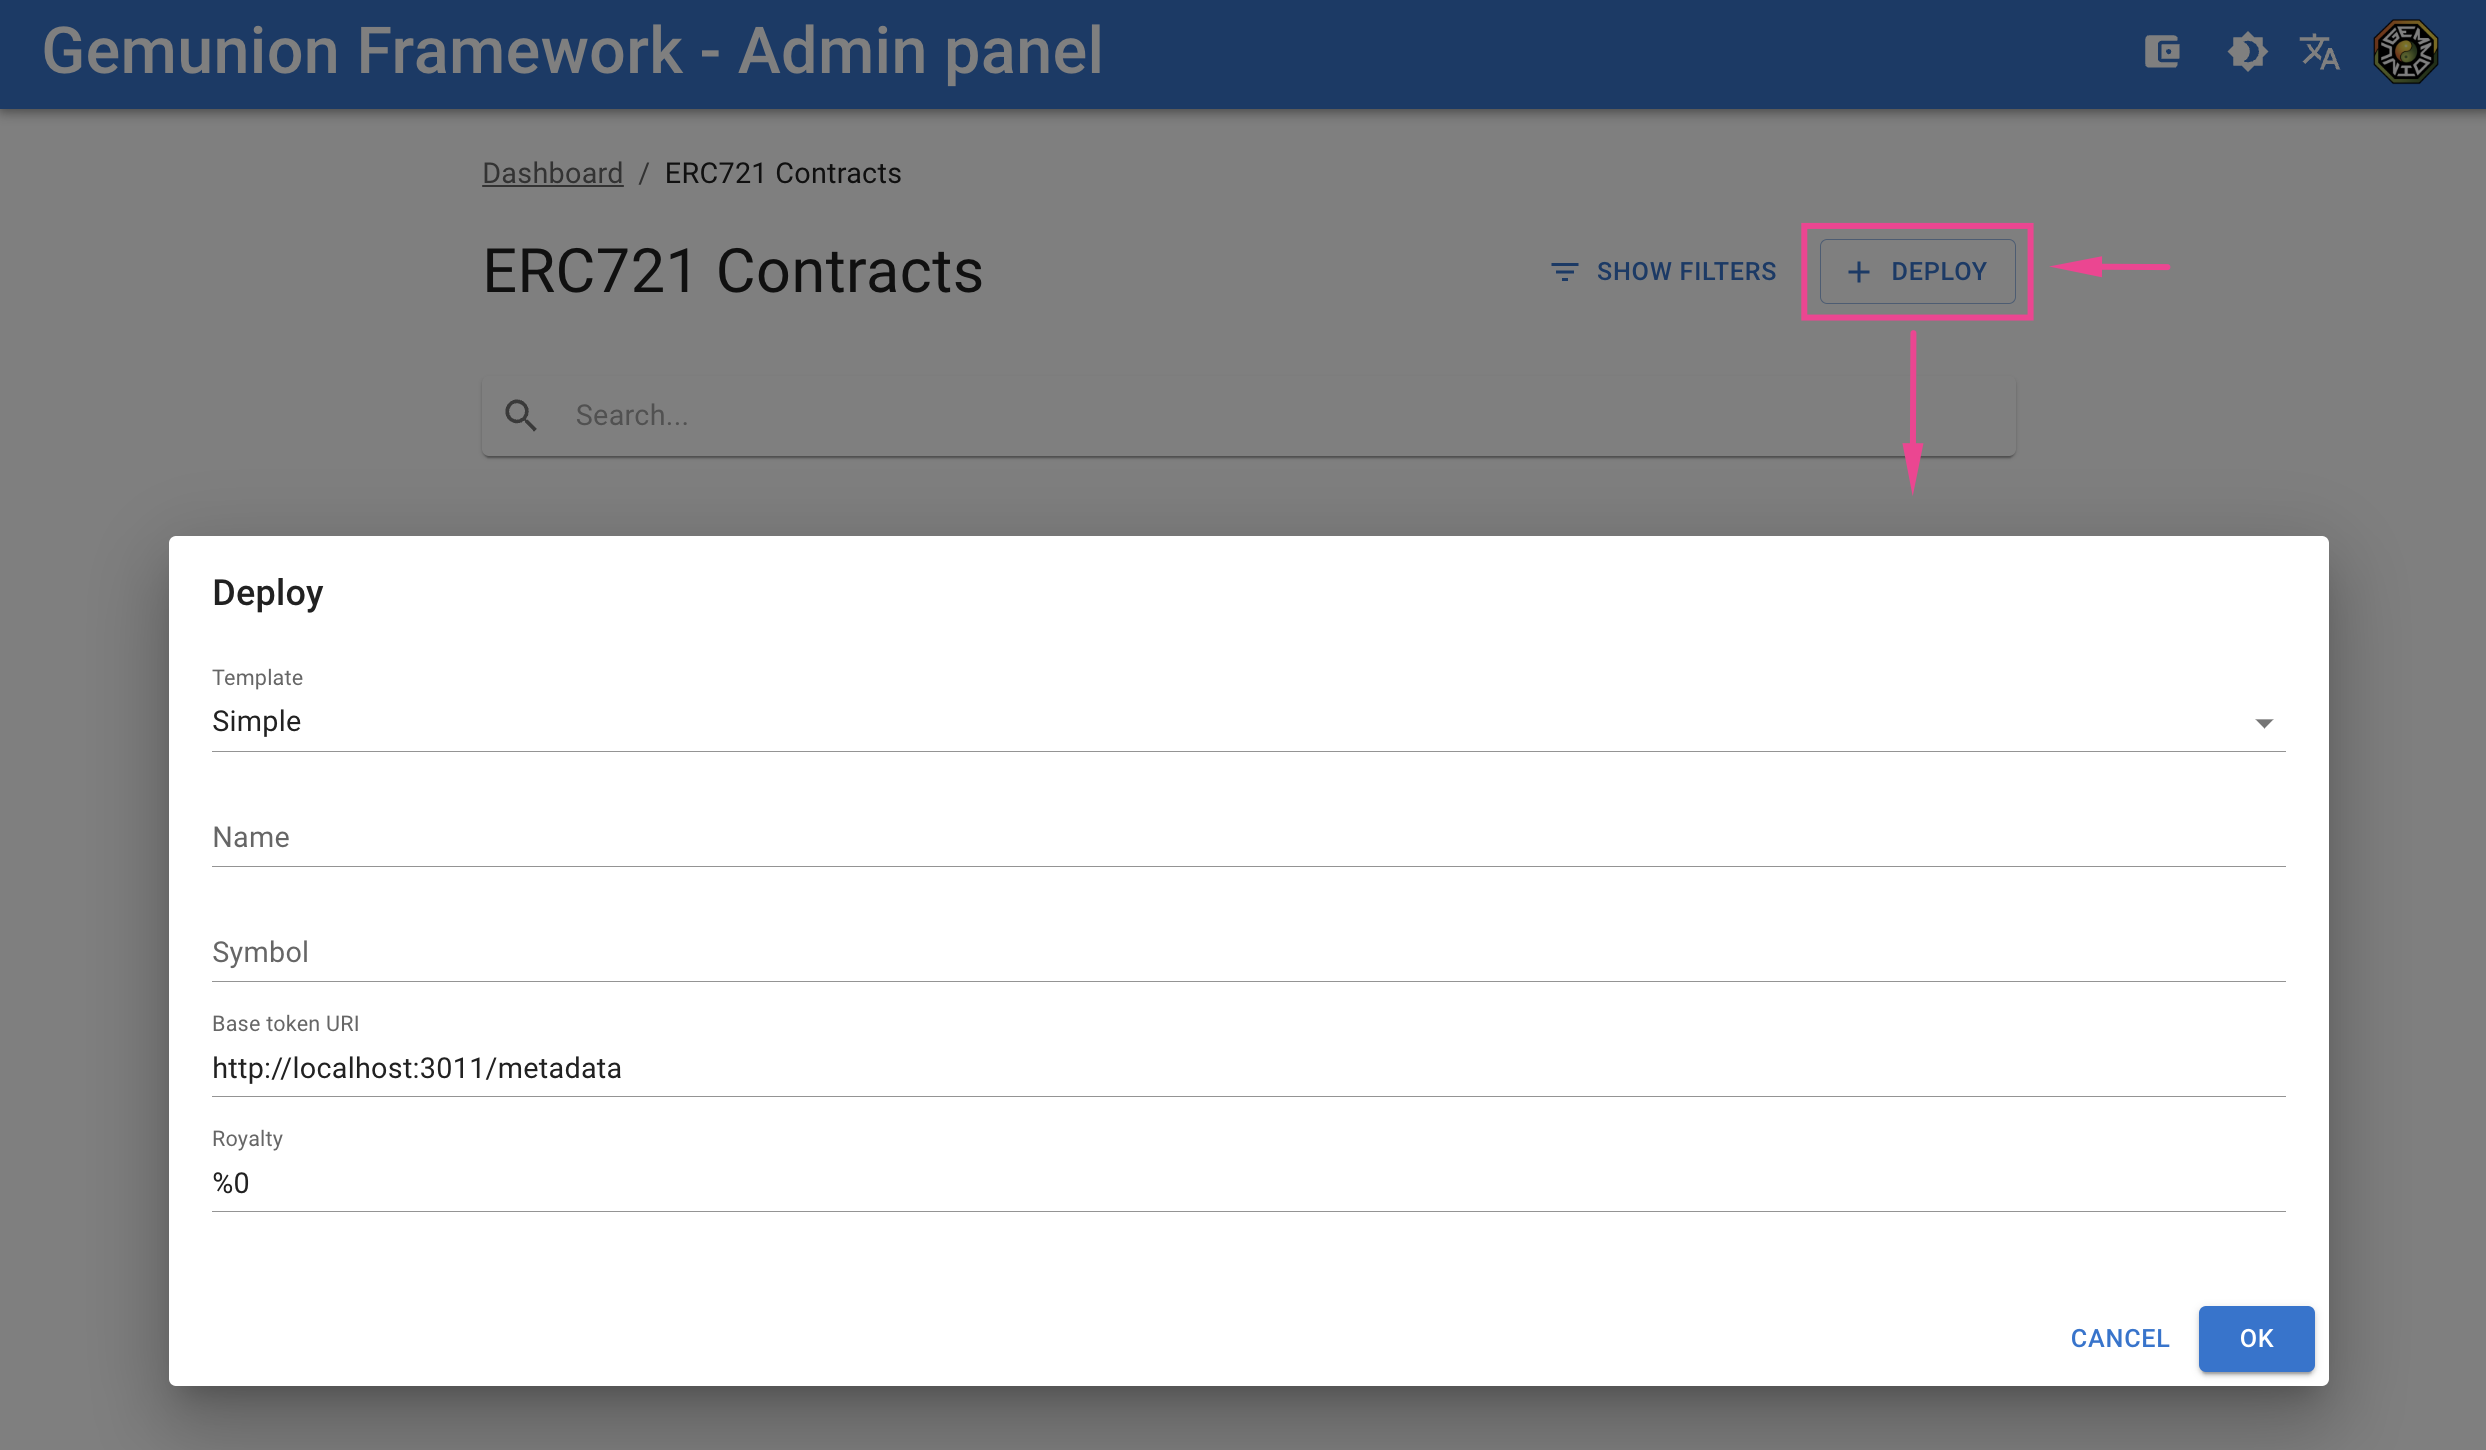 Gemunion Framework - Admin panel
Dashboard / ERC721 Contracts
ERC721 Contracts
SHOW FILTERS
+ DEPLOY
Search...
Deploy
Template
Simple
Name
Symbol
Base token URI
http://localhost:3011/metadata
Royalty
%0
CANCEL
OK